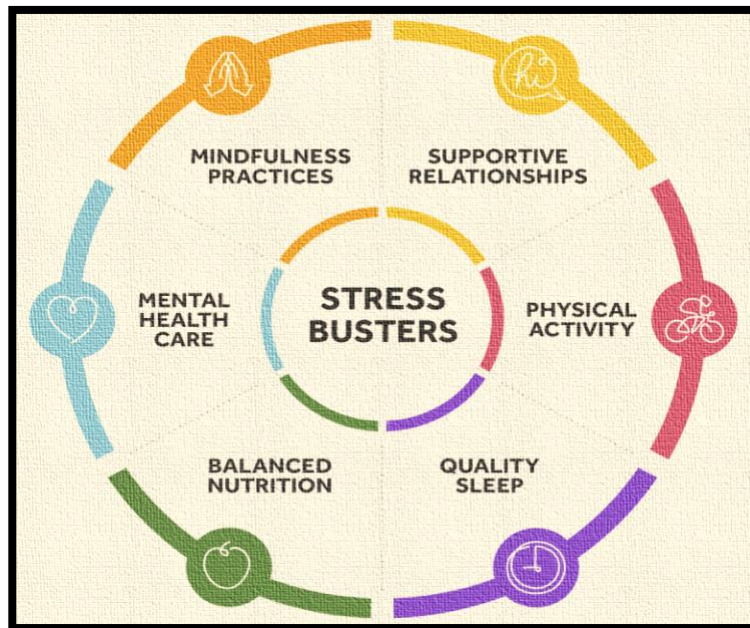 MINDFULNESS
PRACTICES
hi
SUPPORTIVE
RELATIONSHIPS
MENTAL
HEALTH
CARE
STRESS
BUSTERS
PHYSICAL
ACTIVITY
BALANCED
NUTRITION
QUALITY
SLEEP